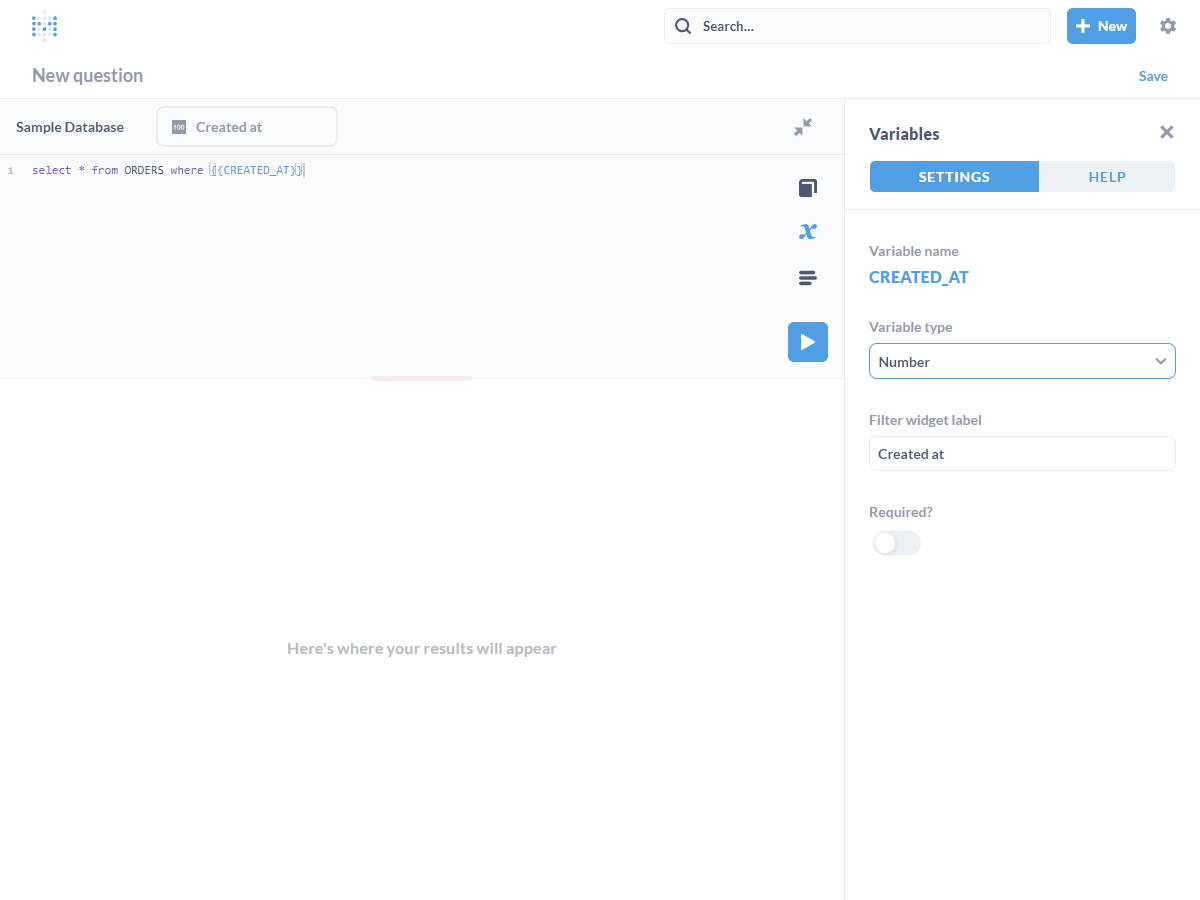 Search...
New
New question
Save
Sample Database
100
Created at
1
select * from ORDERS where {{CREATED_AT}}
Here's where your results will appear
Variables
SETTINGS
HELP
Variable name
CREATED_AT
Variable type
Number
Filter widget label
Created at
Required?